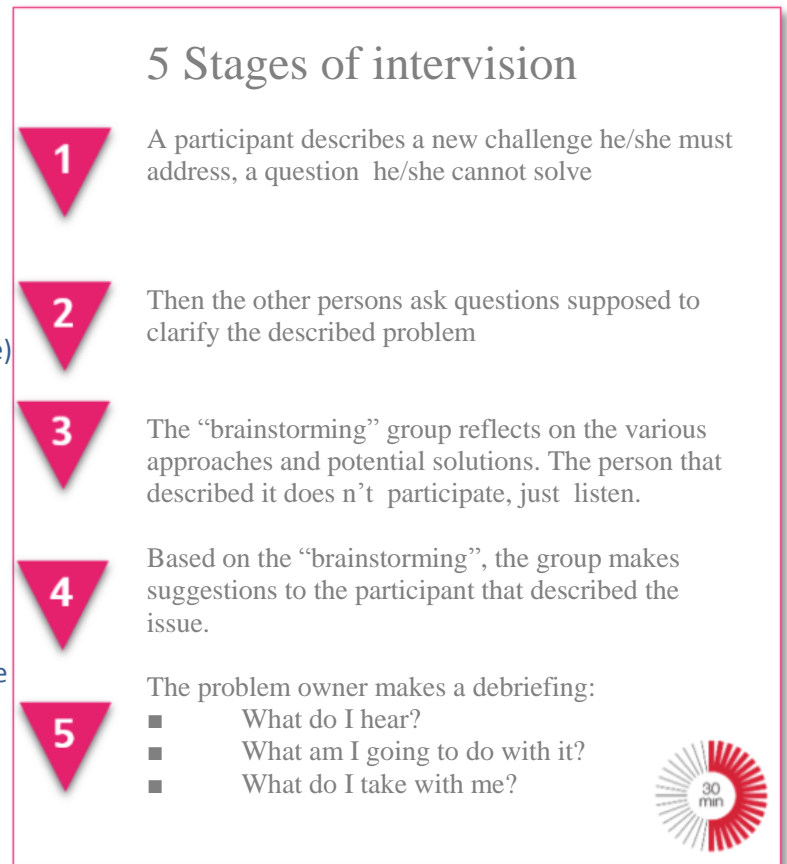 5 Stages of intervision
1
A participant describes a new challenge he/she must
address, a question he/she cannot solve
2
Then the other persons ask questions supposed to
clarify the described problem
e)
3
The “brainstorming” group reflects on the various
approaches and potential solutions. The person that
described it does n’t participate, just listen.
4
Based on the “brainstorming”, the group makes
suggestions to the participant that described the
issue.
e
5
The problem owner makes a debriefing:
■ What do I hear?
■ What am I going to do with it?
■ What do I take with me?
30
min